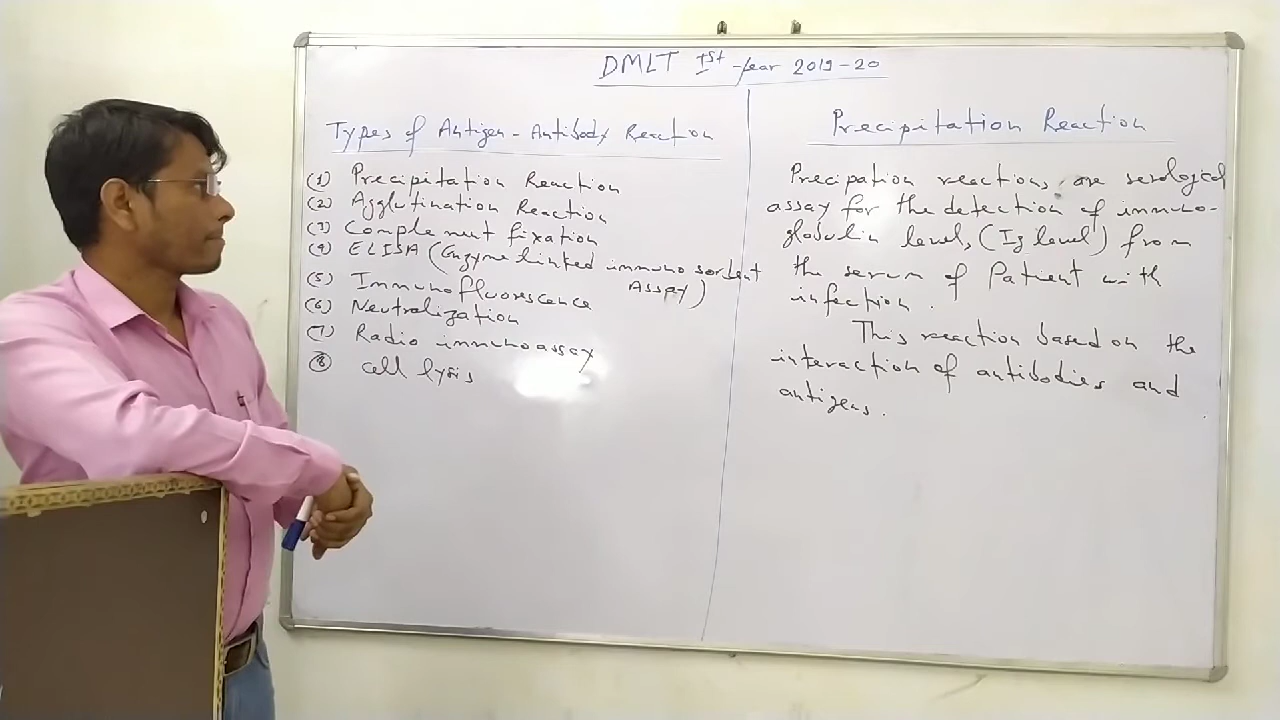 DMLT Ist year 2019-20
Types of Antigen-Antibody Reaction
(1) Precipitation Reaction
(2) Agglutination Reaction
(3) Complement fixation
(4) ELISA (Enzyme linked immuno sorbent
Assay)
(5) Immunofluorescence
(6) Neutralization
(7) Radio immunoassay
(8) Cell lysis
Precipitation Reaction
Precipation reactions are serological
assay for the detection of immuno-
globulin level, (Ig level) from
the serum of Patient with
infection.
This reaction based on the
interaction of antibodies and
antigens.